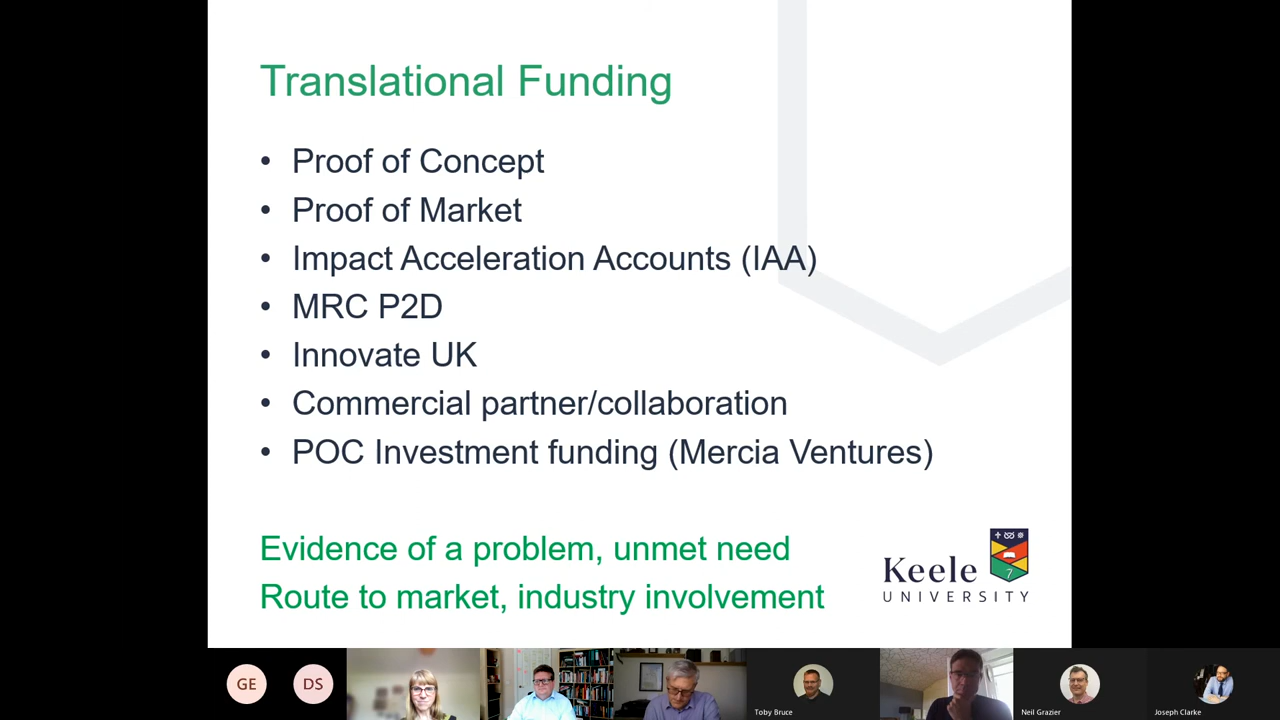 Translational Funding
• Proof of Concept
• Proof of Market
• Impact Acceleration Accounts (IAA)
• MRC P2D
• Innovate UK
• Commercial partner/collaboration
• POC Investment funding (Mercia Ventures)
Evidence of a problem, unmet need
Route to market, industry involvement
Keele
UNIVERSITY
GE
DS
Toby Bruce
Neil Grazier
Joseph Clarke